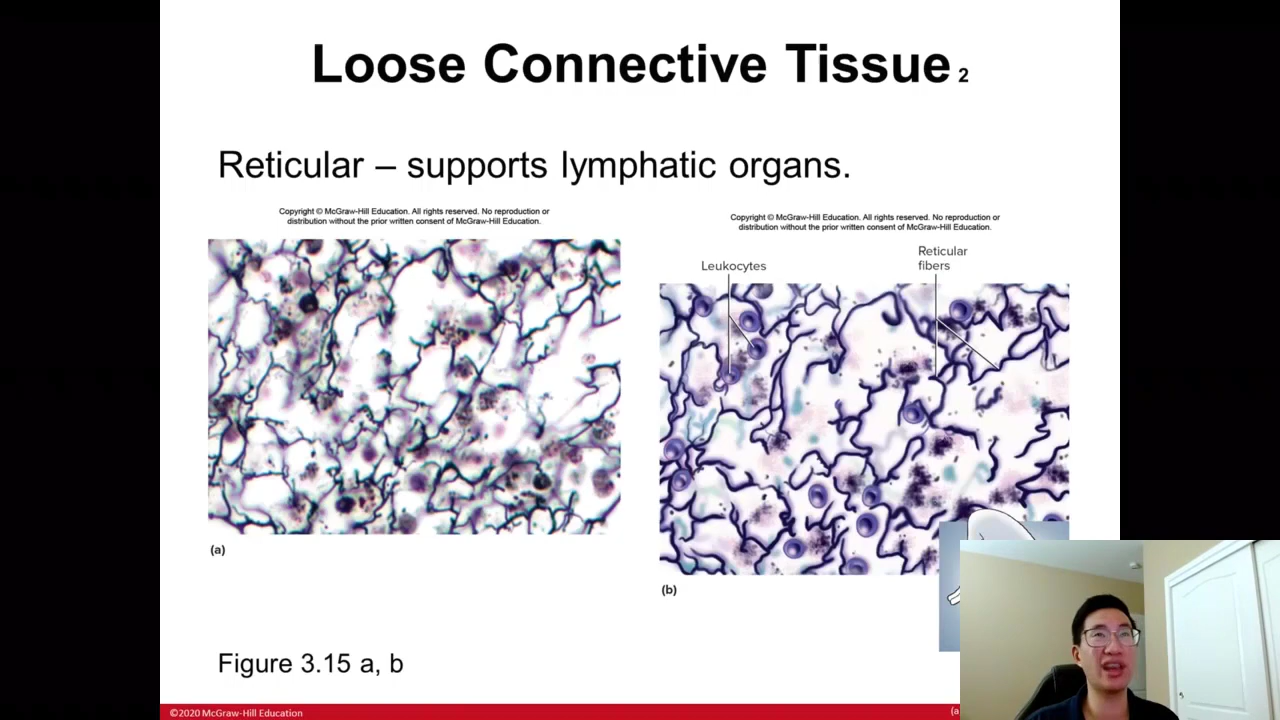 Loose Connective Tissue 2
Reticular – supports lymphatic organs.
Copyright © McGraw-Hill Education. All rights reserved. No reproduction or
distribution without the prior written consent of McGraw-Hill Education.
Copyright © McGraw-Hill Education. All rights reserved. No reproduction or
distribution without the prior written consent of McGraw-Hill Education.
Leukocytes
Reticular
fibers
(a)
(b)
Figure 3.15 a, b
©2020 McGraw-Hill Education
(a